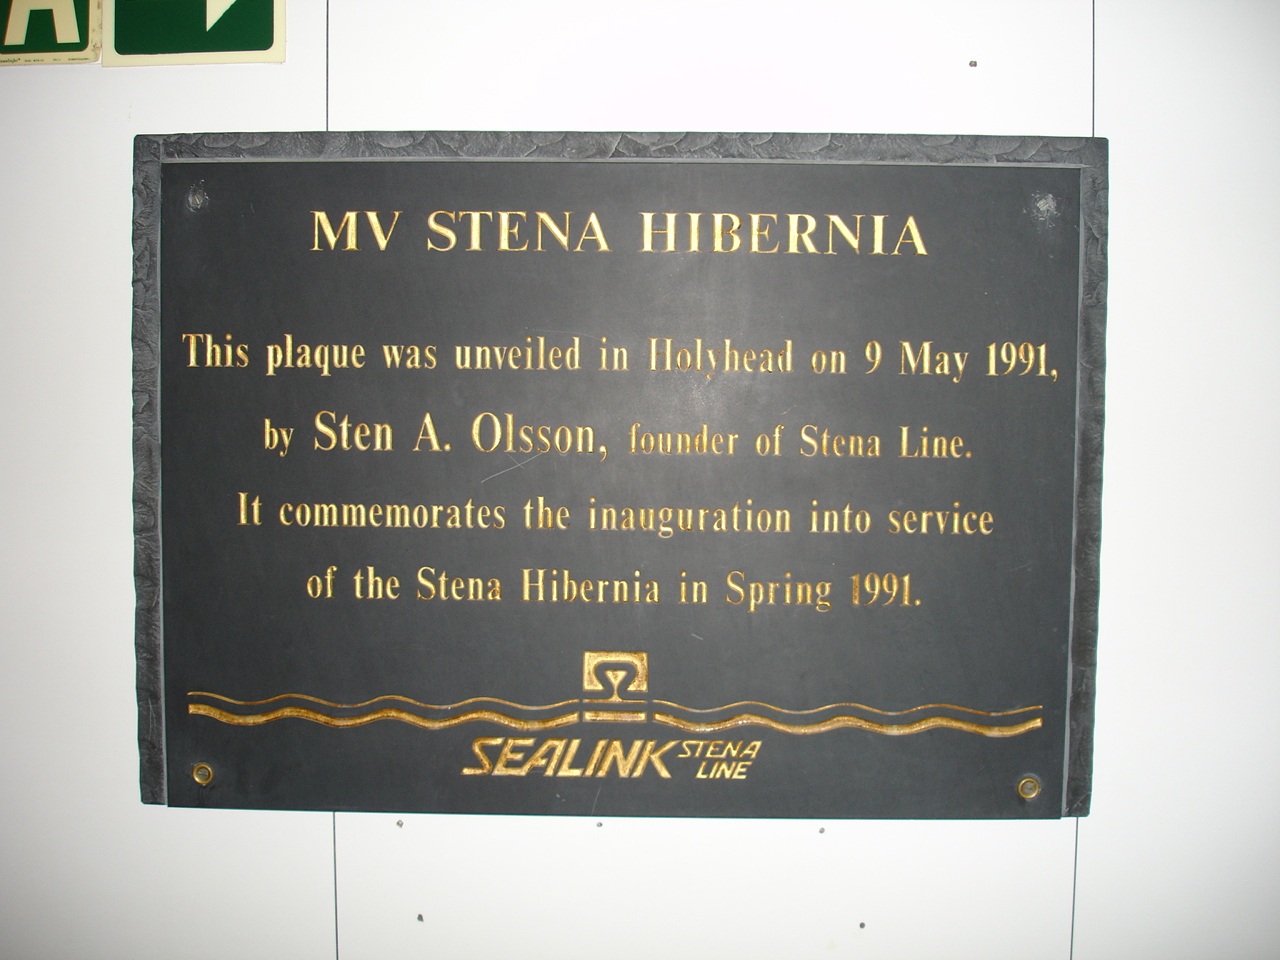 MV STENA HIBERNIA
This plaque was unveiled in Holyhead on 9 May 1991,
by Sten A. Olsson, founder of Stena Line.
It commemorates the inauguration into service
of the Stena Hibernia in Spring 1991.
SEALINK STENA
LINE